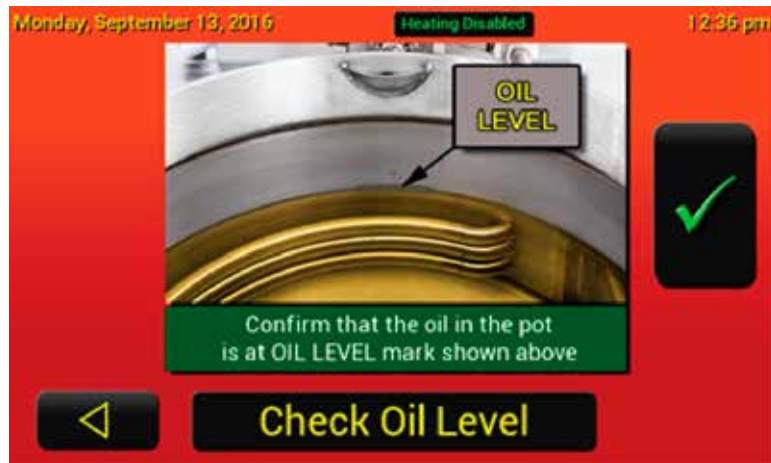 Monday, September 13, 2016
Heating Disabled
12:36 pm
OIL
LEVEL
Confirm that the oil in the pot
is at OIL LEVEL mark shown above
Check Oil Level